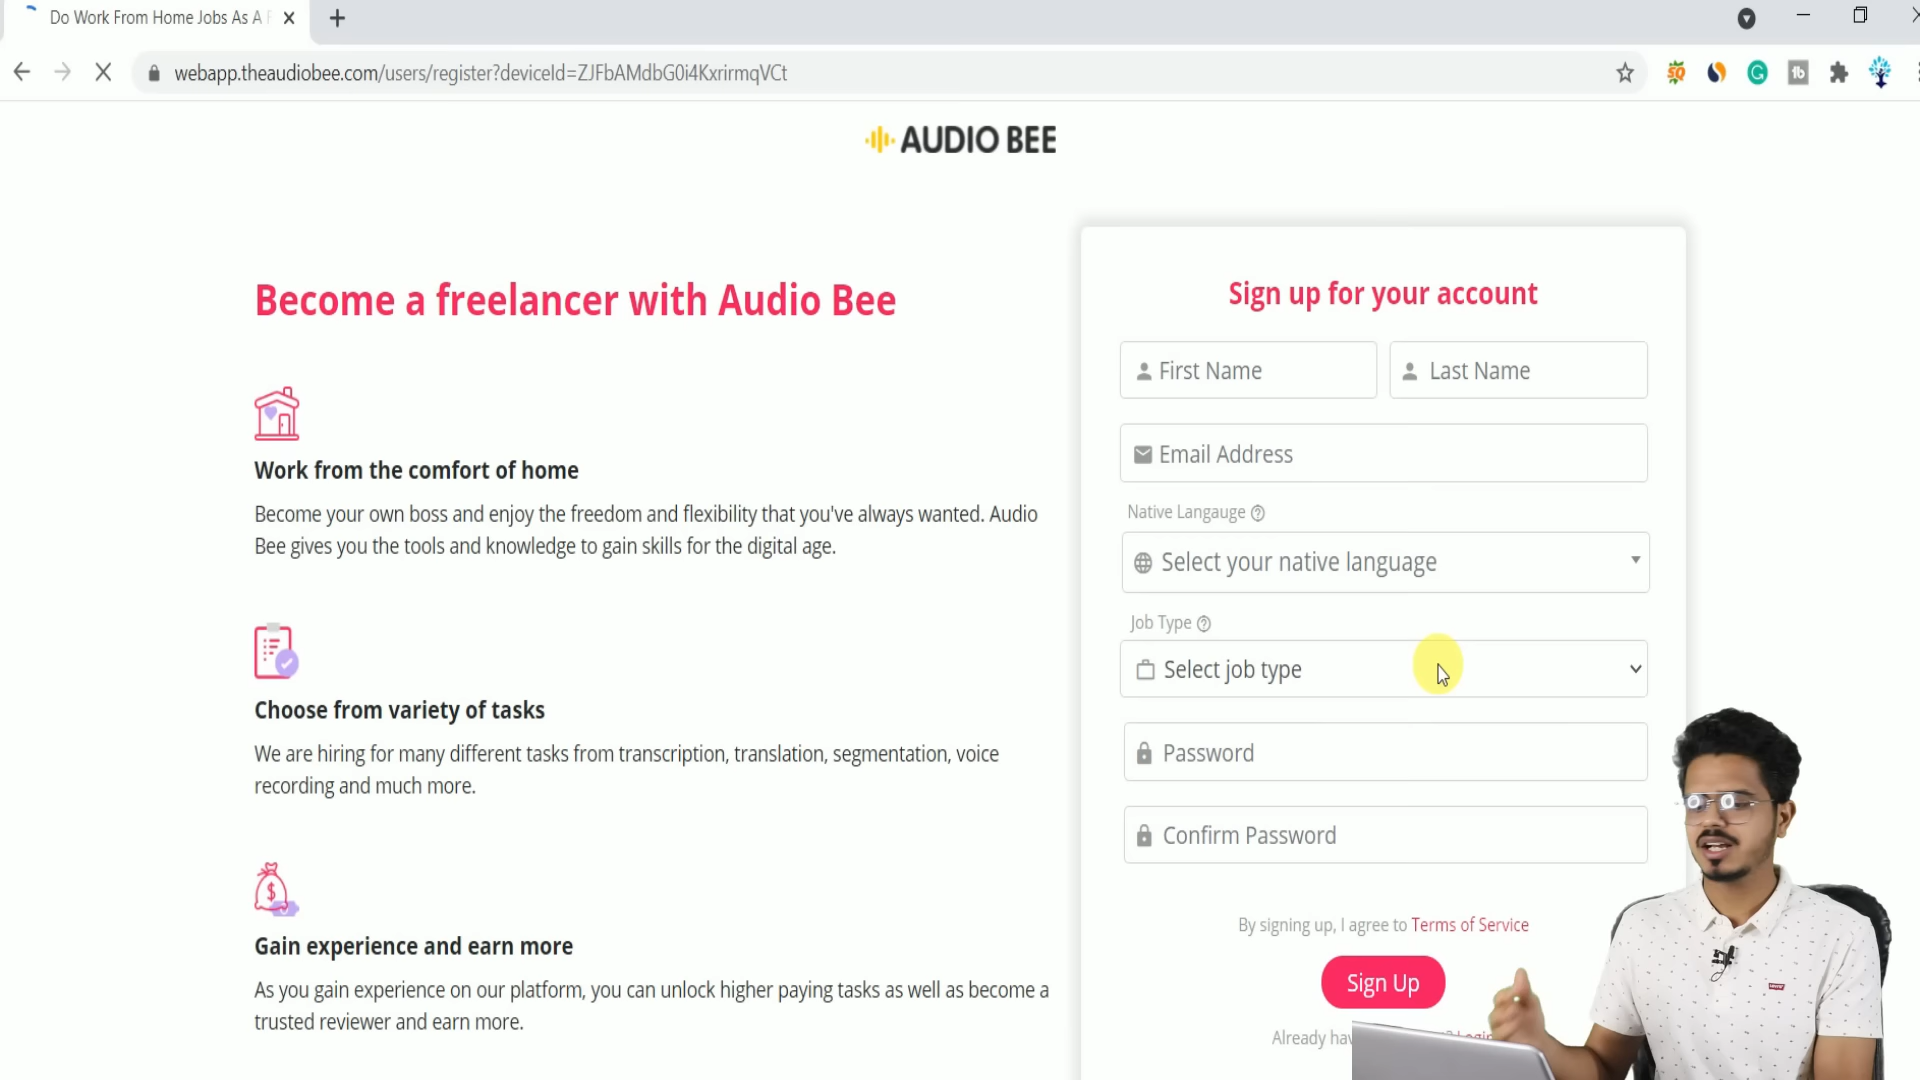 Do Work From Home Jobs As A F
webapp.theaudiobee.com/users/register?deviceId=ZJFbAMdbG0i4KxrirmqVCt
AUDIO BEE
Become a freelancer with Audio Bee
Work from the comfort of home
Become your own boss and enjoy the freedom and flexibility that you've always wanted. Audio
Bee gives you the tools and knowledge to gain skills for the digital age.
Choose from variety of tasks
We are hiring for many different tasks from transcription, translation, segmentation, voice
recording and much more.
Gain experience and earn more
As you gain experience on our platform, you can unlock higher paying tasks as well as become a
trusted reviewer and earn more.
Sign up for your account
First Name
Last Name
Email Address
Native Langauge
Select your native language
Job Type
Select job type
Password
Confirm Password
By signing up, I agree to Terms of Service
Sign Up
Already